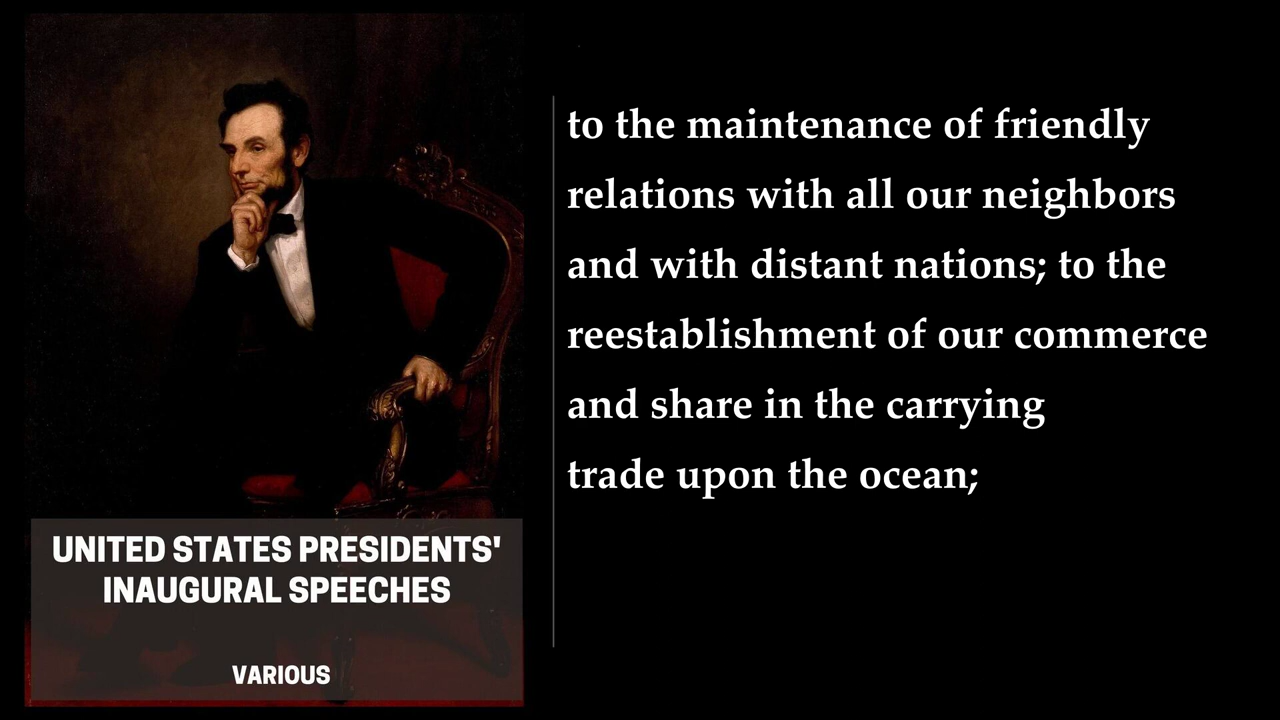 to the maintenance of friendly
relations with all our neighbors
and with distant nations; to the
reestablishment of our commerce
and share in the carrying
trade upon the ocean;
UNITED STATES PRESIDENTS'
INAUGURAL SPEECHES
VARIOUS